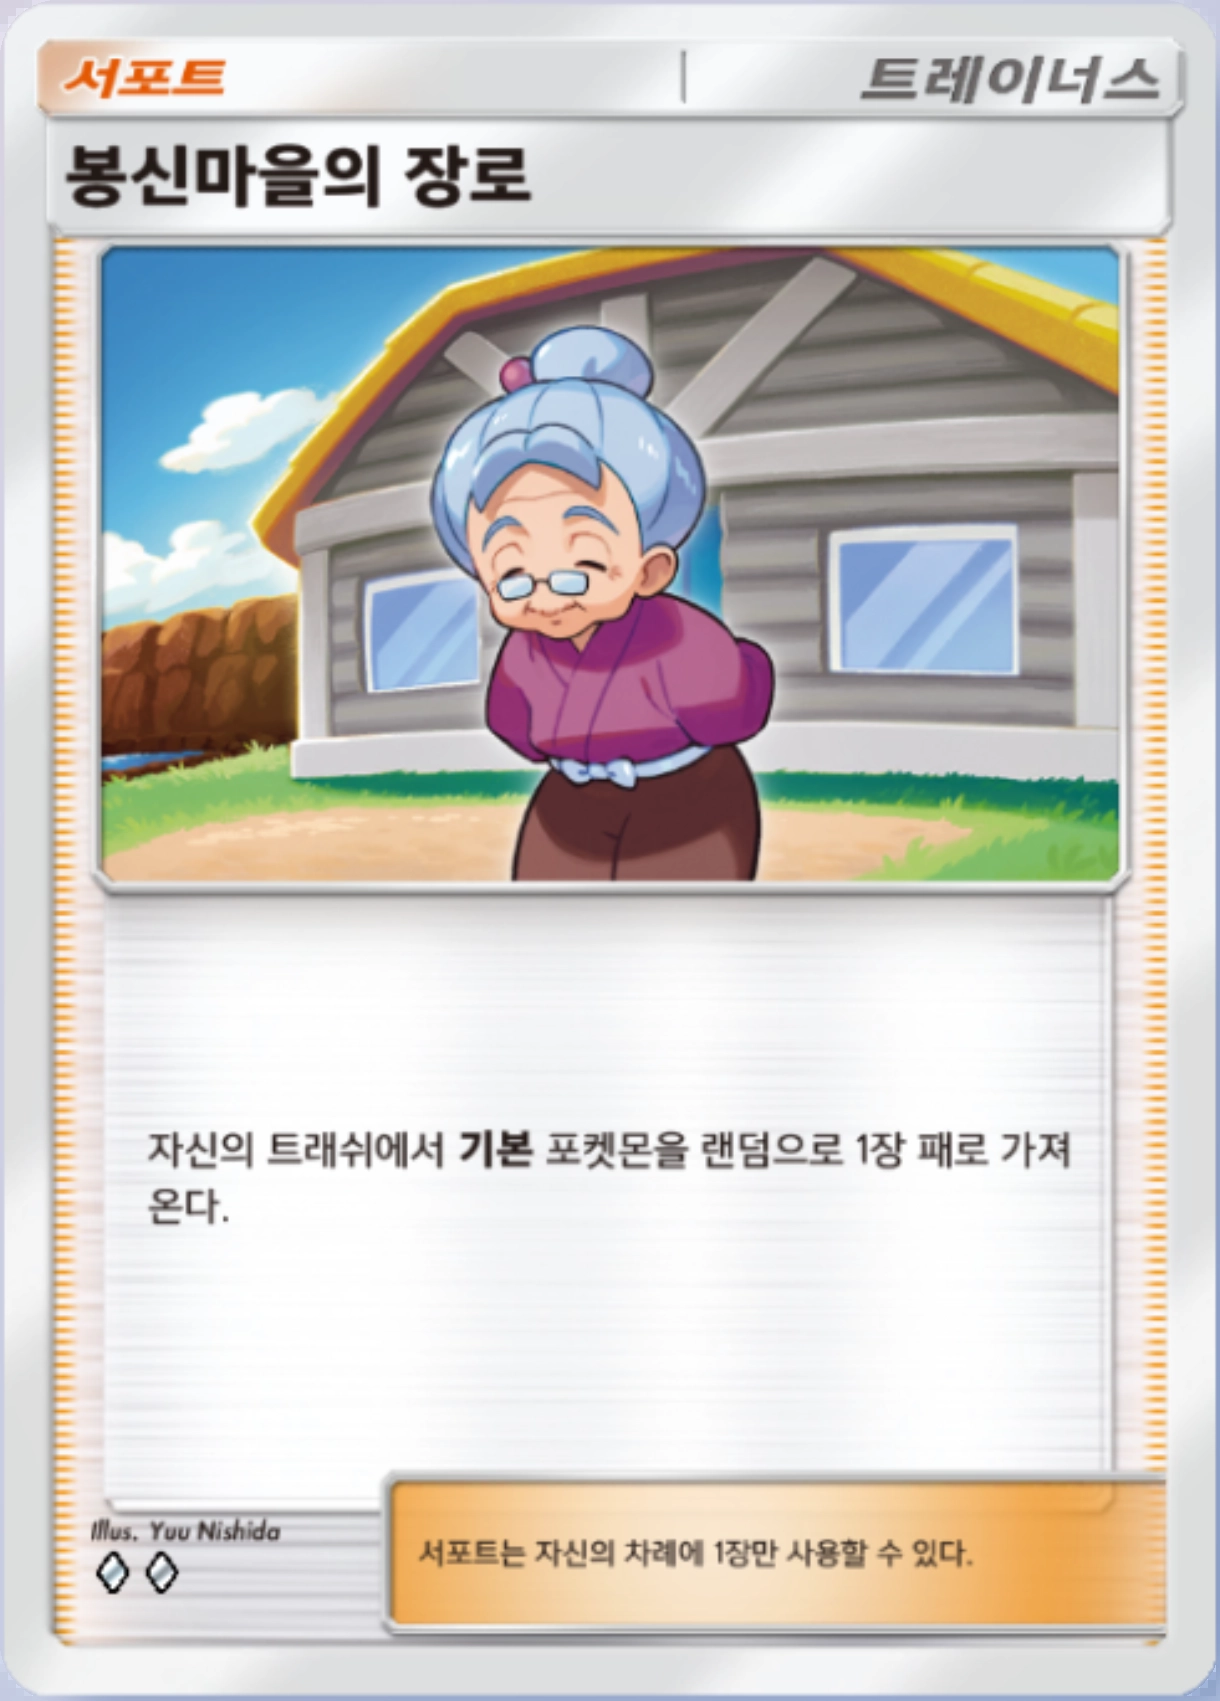 서포트
트레이너스
봉신마을의 장로
자신의 트래쉬에서 기본 포켓몬을 랜덤으로 1장 패로 가져
온다.
Illus. Yuu Nishida
서포트는 자신의 차례에 1장만 사용할 수 있다.